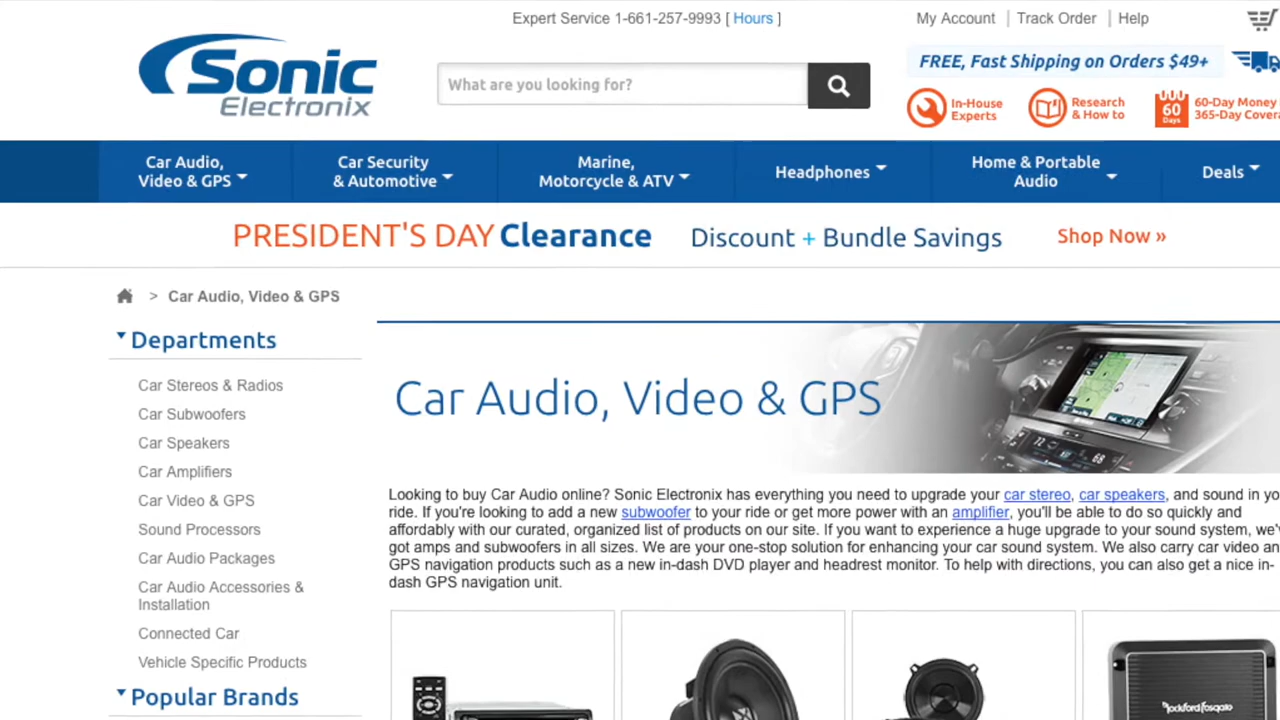 Expert Service 1-661-257-9993 [ Hours ]
My Account
Track Order
Help
Sonic
Electronix
What are you looking for?
FREE, Fast Shipping on Orders $49+
In-House
Experts
Research
& How to
60
Days
60-Day Money
365-Day Cover
Car Audio,
Video & GPS
Car Security
& Automotive
Marine,
Motorcycle & ATV
Headphones
Home & Portable
Audio
Deals
PRESIDENT'S DAY Clearance
Discount + Bundle Savings
Shop Now »
> Car Audio, Video & GPS
Departments
Car Stereos & Radios
Car Subwoofers
Car Speakers
Car Amplifiers
Car Video & GPS
Sound Processors
Car Audio Packages
Car Audio Accessories &
Installation
Connected Car
Vehicle Specific Products
Popular Brands
Car Audio, Video & GPS
Looking to buy Car Audio online? Sonic Electronix has everything you need to upgrade your car stereo, car speakers, and sound in yo
ride. If you're looking to add a new subwoofer to your ride or get more power with an amplifier, you'll be able to do so quickly and
affordably with our curated, organized list of products on our site. If you want to experience a huge upgrade to your sound system, we'v
got amps and subwoofers in all sizes. We are your one-stop solution for enhancing your car sound system. We also carry car video an
GPS navigation products such as a new in-dash DVD player and headrest monitor. To help with directions, you can also get a nice in-
dash GPS navigation unit.
Rockford Fosgate